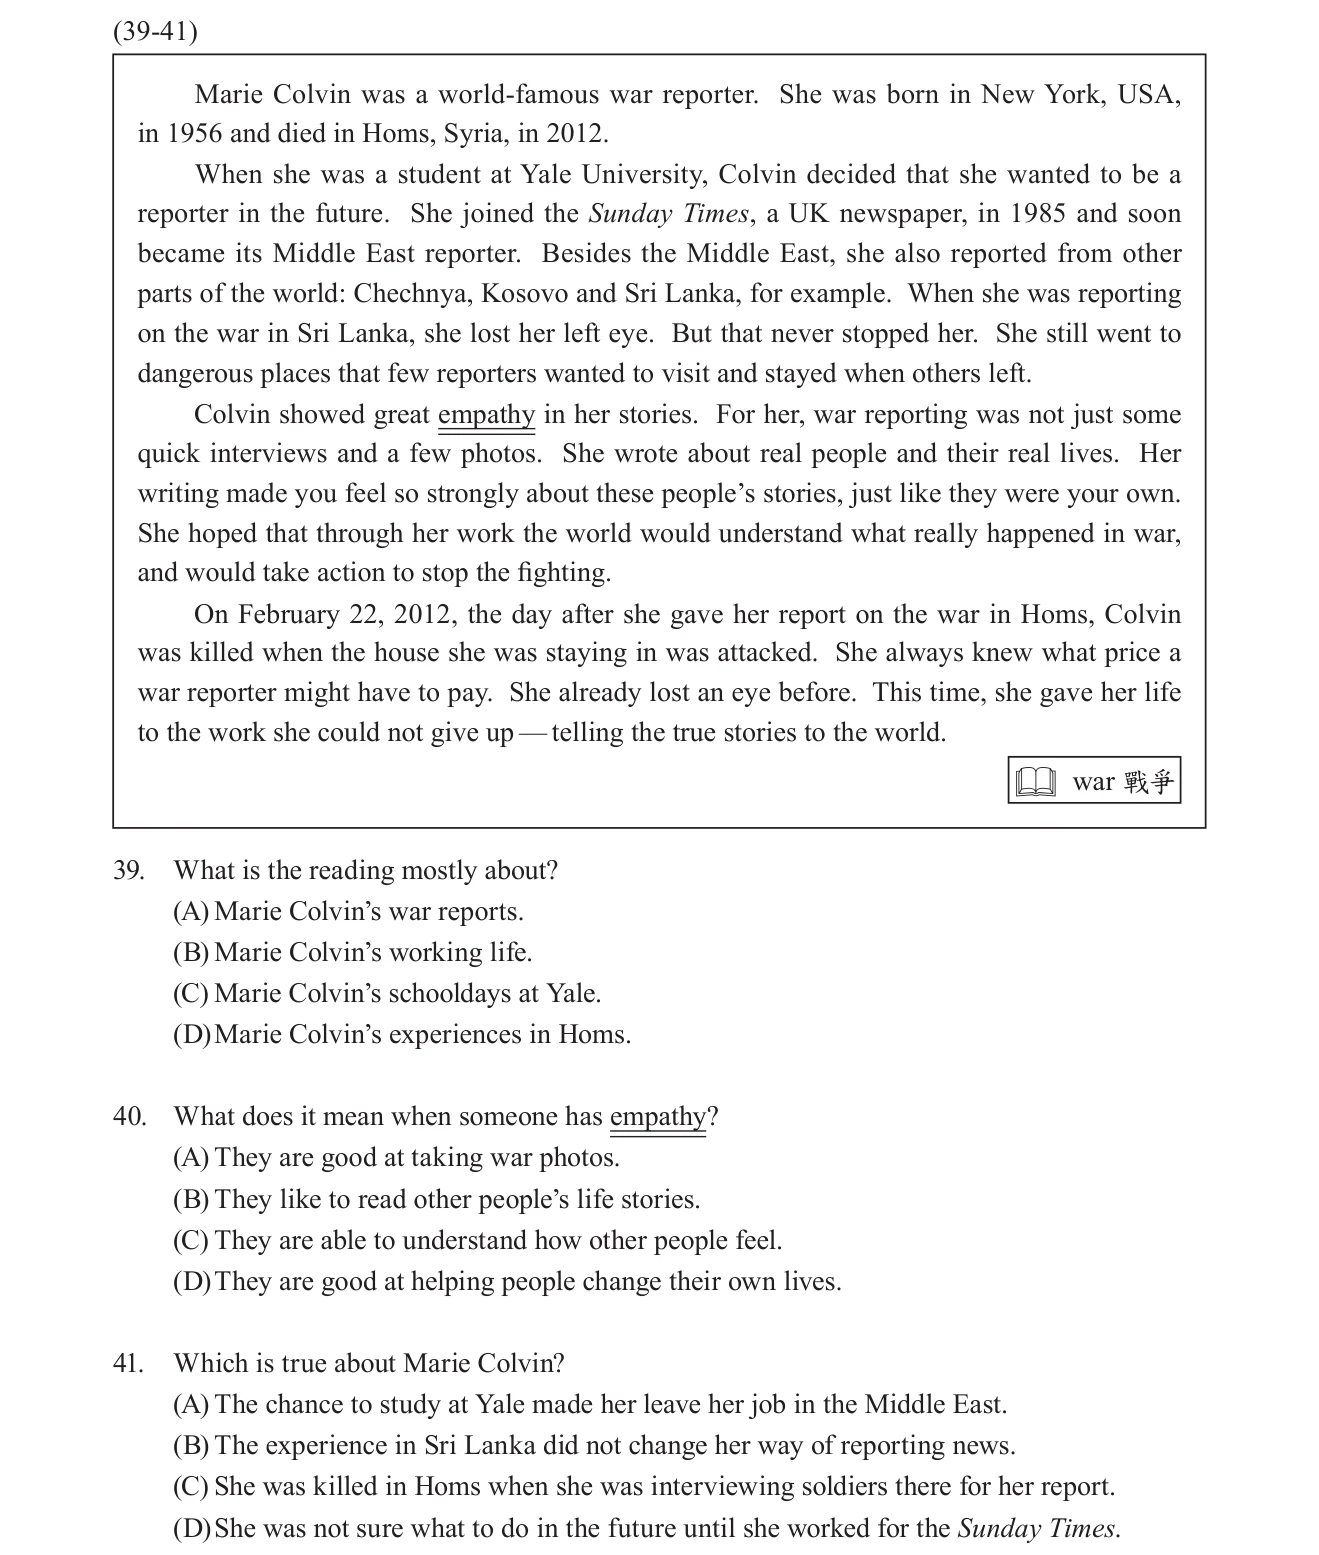 (39-41)
Marie Colvin was a world-famous war reporter. She was born in New York, USA,
in 1956 and died in Homs, Syria, in 2012.
When she was a student at Yale University, Colvin decided that she wanted to be a
reporter in the future. She joined the Sunday Times, a UK newspaper, in 1985 and soon
became its Middle East reporter. Besides the Middle East, she also reported from other
parts of the world: Chechnya, Kosovo and Sri Lanka, for example. When she was reporting
on the war in Sri Lanka, she lost her left eye. But that never stopped her. She still went to
dangerous places that few reporters wanted to visit and stayed when others left.
Colvin showed great empathy in her stories. For her, war reporting was not just some
quick interviews and a few photos. She wrote about real people and their real lives. Her
writing made you feel so strongly about these people’s stories, just like they were your own.
She hoped that through her work the world would understand what really happened in war,
and would take action to stop the fighting.
On February 22, 2012, the day after she gave her report on the war in Homs, Colvin
was killed when the house she was staying in was attacked. She always knew what price a
war reporter might have to pay. She already lost an eye before. This time, she gave her life
to the work she could not give up — telling the true stories to the world.
war 戰爭
39. What is the reading mostly about?
(A) Marie Colvin’s war reports.
(B) Marie Colvin’s working life.
(C) Marie Colvin’s schooldays at Yale.
(D) Marie Colvin’s experiences in Homs.
40. What does it mean when someone has empathy?
(A) They are good at taking war photos.
(B) They like to read other people’s life stories.
(C) They are able to understand how other people feel.
(D) They are good at helping people change their own lives.
41. Which is true about Marie Colvin?
(A) The chance to study at Yale made her leave her job in the Middle East.
(B) The experience in Sri Lanka did not change her way of reporting news.
(C) She was killed in Homs when she was interviewing soldiers there for her report.
(D) She was not sure what to do in the future until she worked for the Sunday Times.